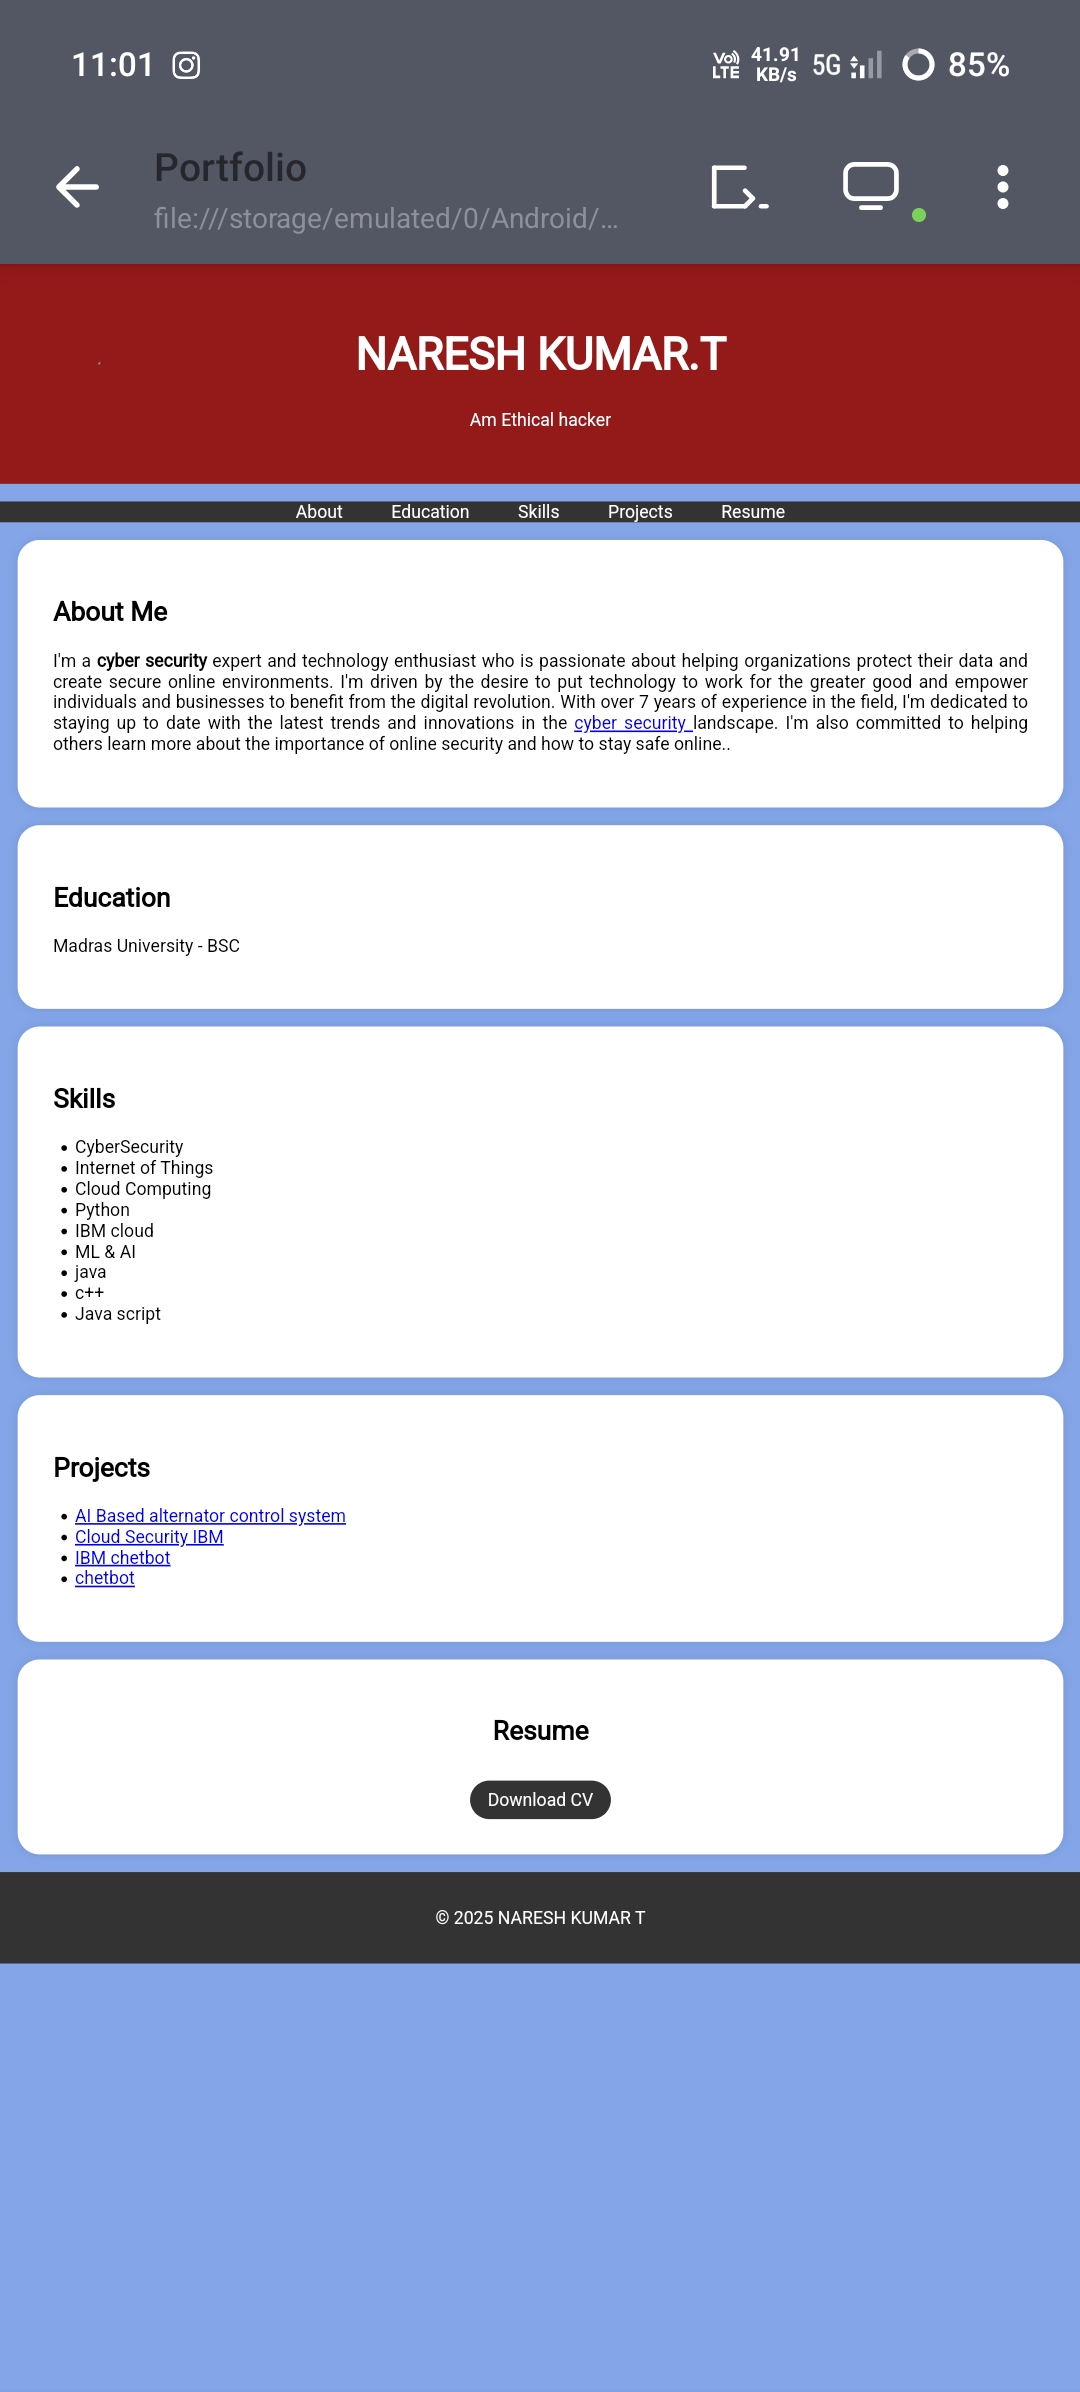 11:01
Vo) LTE 41.91 KB/s 5G 85%
Portfolio
file:///storage/emulated/0/Android/...
NARESH KUMAR.T
Am Ethical hacker
About Education Skills Projects Resume
About Me
I'm a cyber security expert and technology enthusiast who is passionate about helping organizations protect their data and
create secure online environments. I'm driven by the desire to put technology to work for the greater good and empower
individuals and businesses to benefit from the digital revolution. With over 7 years of experience in the field, I'm dedicated to
staying up to date with the latest trends and innovations in the cyber security landscape. I'm also committed to helping
others learn more about the importance of online security and how to stay safe online..
Education
Madras University - BSC
Skills
• CyberSecurity
• Internet of Things
• Cloud Computing
• Python
• IBM cloud
• ML & AI
• java
• c++
• Java script
Projects
• AI Based alternator control system
• Cloud Security IBM
• IBM chetbot
• chetbot
Resume
Download CV
© 2025 NARESH KUMAR T